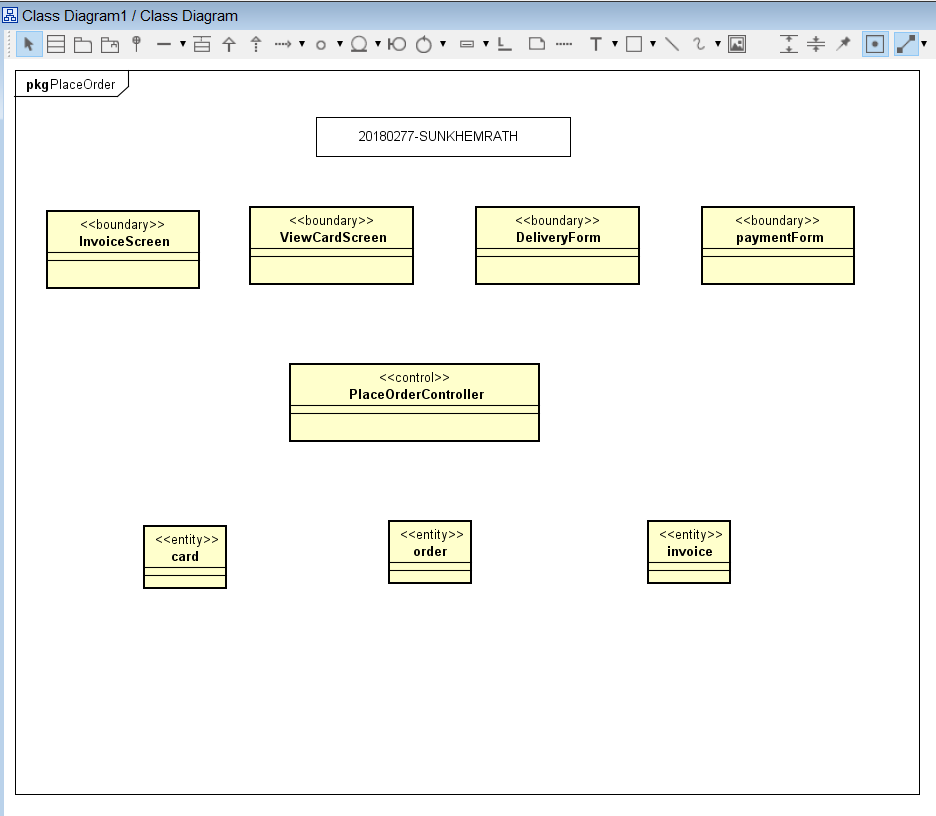 Class Diagram1 / Class Diagram
pkg PlaceOrder
20180277-SUNKHEMRATH
<<boundary>>
InvoiceScreen
<<boundary>>
ViewCardScreen
<<boundary>>
DeliveryForm
<<boundary>>
paymentForm
<<control>>
PlaceOrderController
<<entity>>
card
<<entity>>
order
<<entity>>
invoice